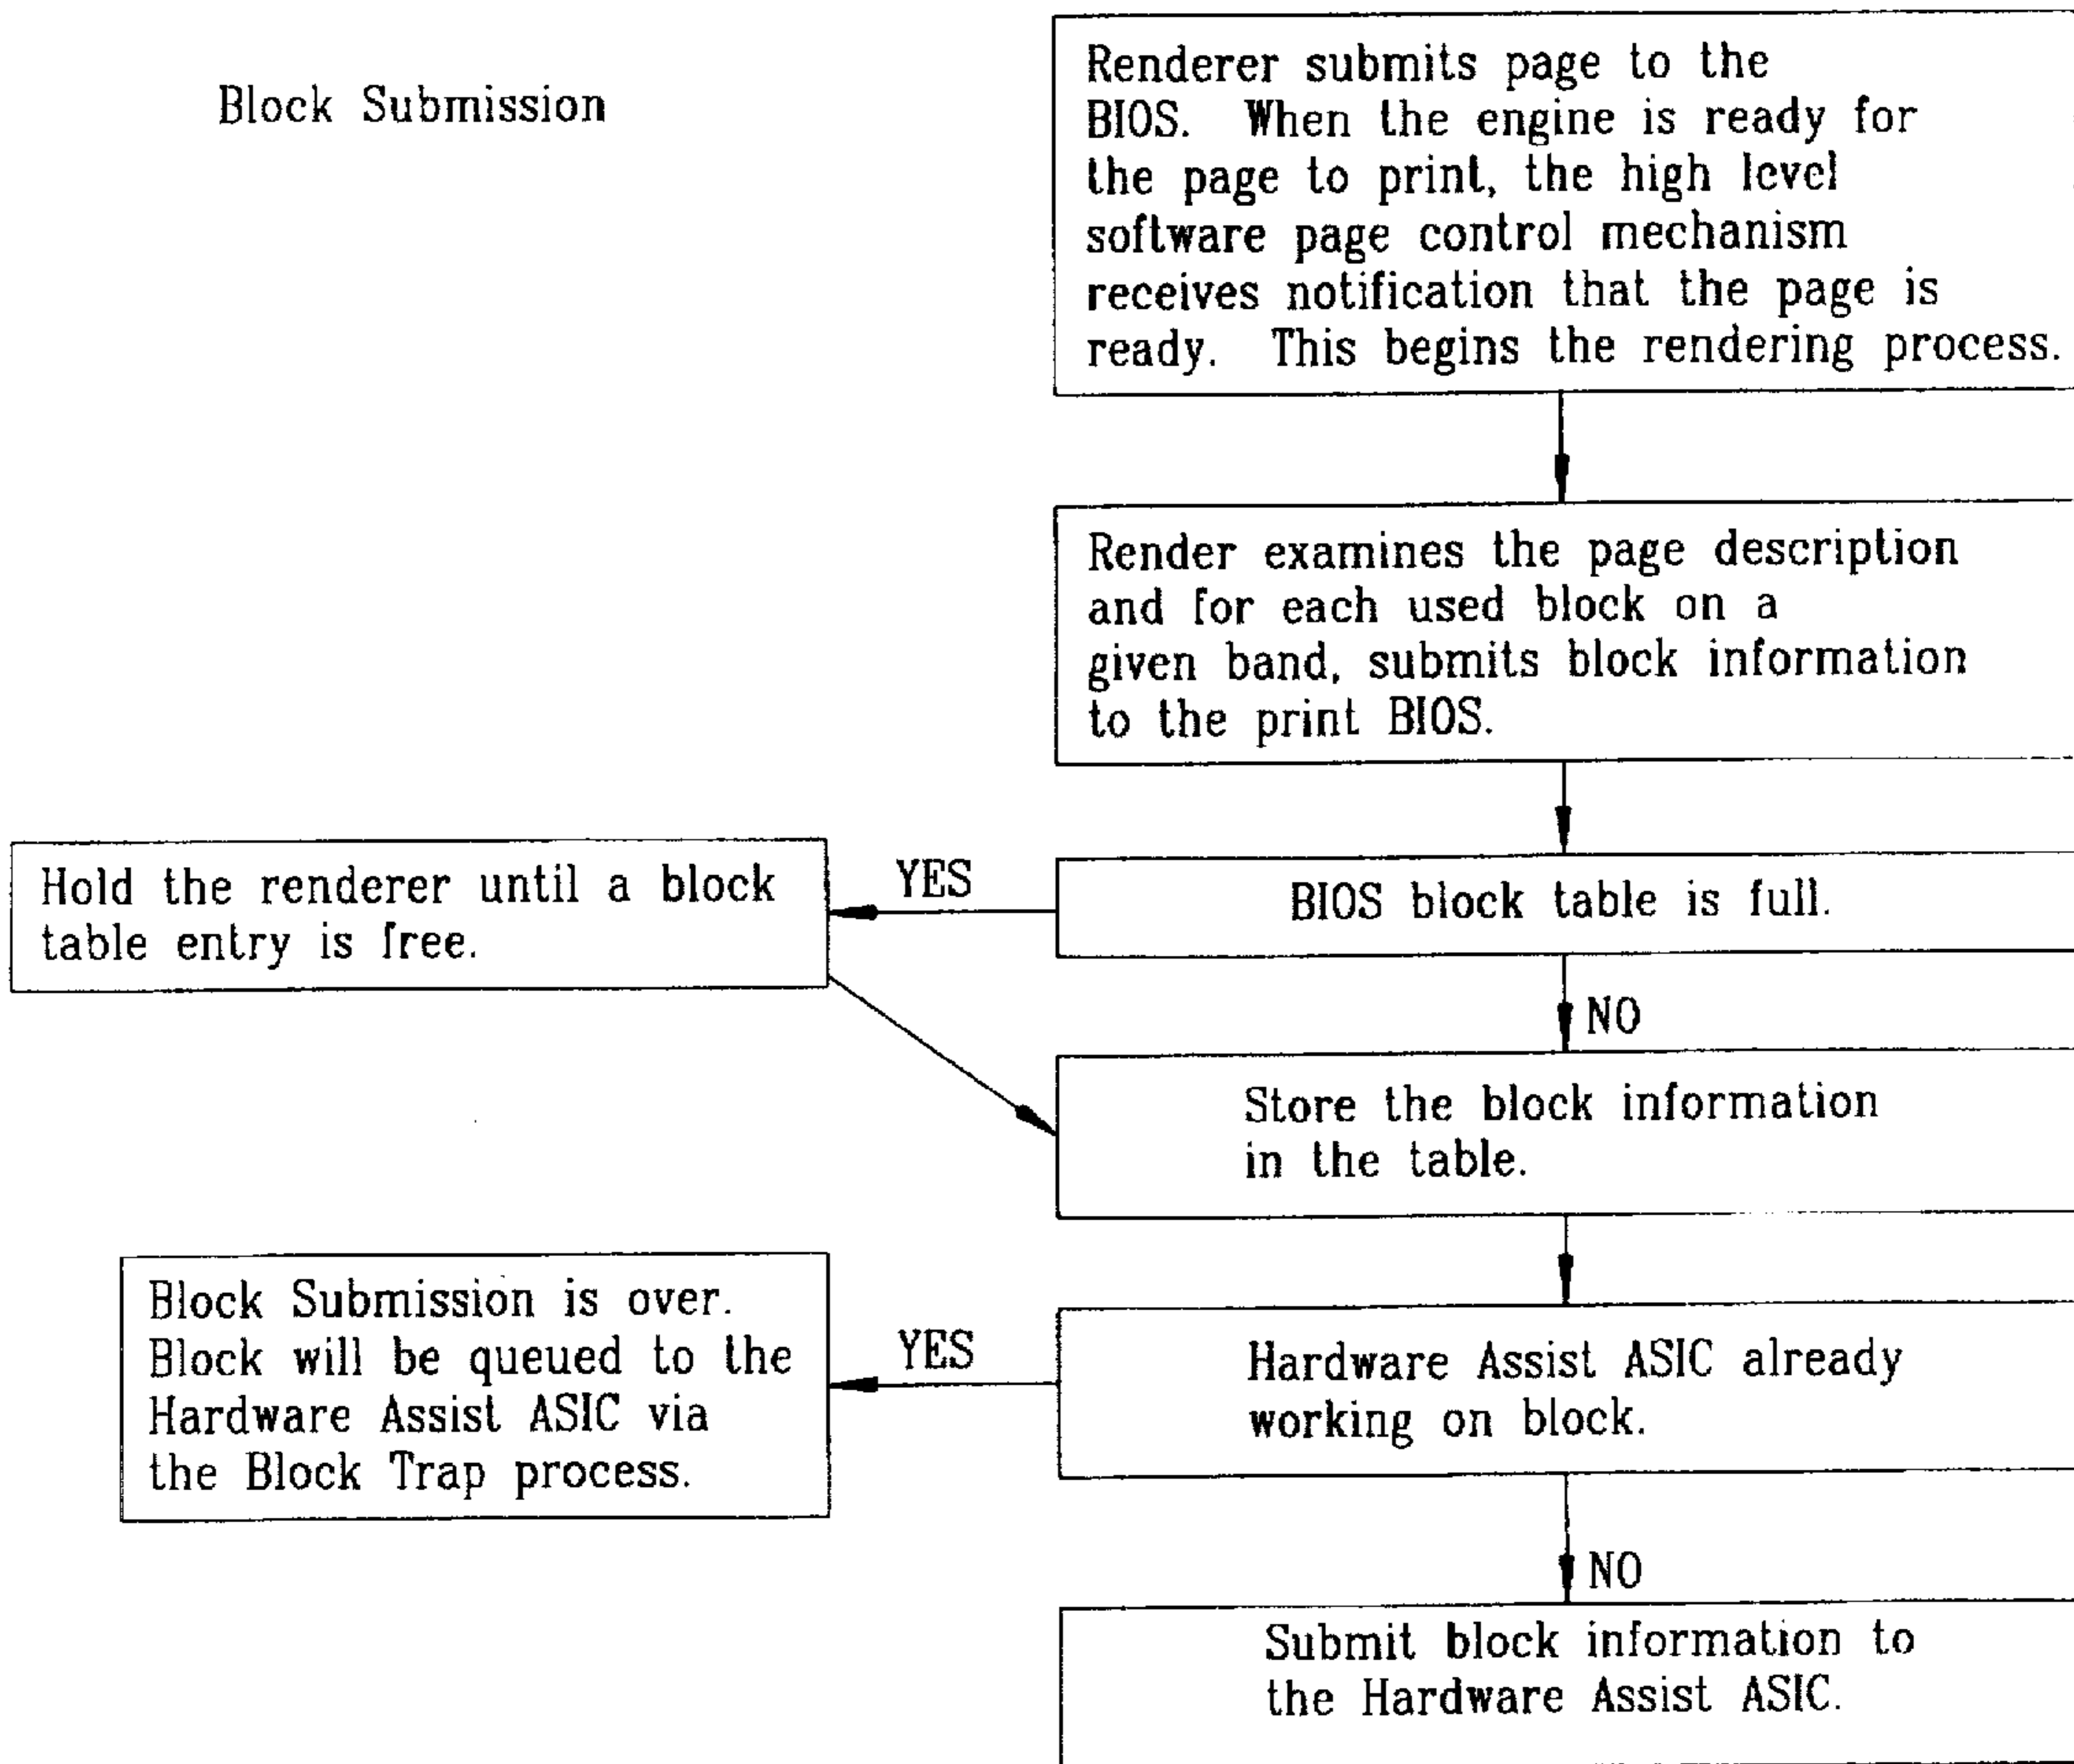 Block Submission
Renderer submits page to the
BIOS. When the engine is ready for
the page to print, the high level
software page control mechanism
receives notification that the page is
ready. This begins the rendering process.
Render examines the page description
and for each used block on a
given band, submits block information
to the print BIOS.
BIOS block table is full.
YES
Hold the renderer until a block
table entry is free.
NO
Store the block information
in the table.
Hardware Assist ASIC already
working on block.
YES
Block Submission is over.
Block will be queued to the
Hardware Assist ASIC via
the Block Trap process.
NO
Submit block information to
the Hardware Assist ASIC.